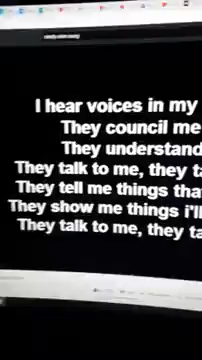 I hear voices in my
They council me
They understand
They talk to me, they
They tell me things
They show me things i'll
They talk to me, they